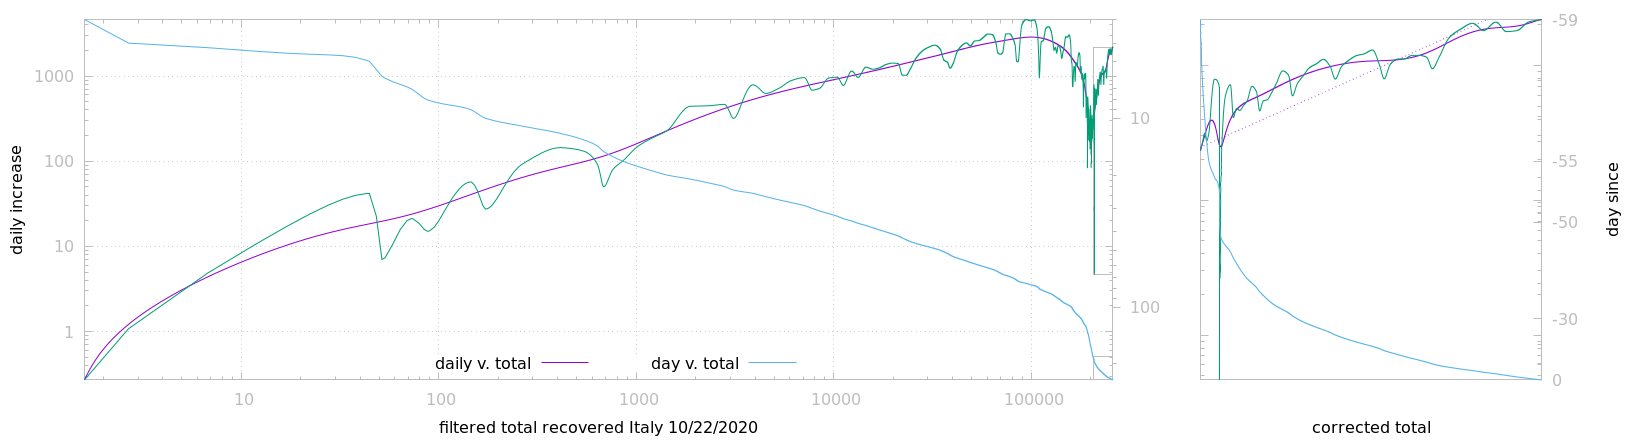 1000
100
10
1
daily increase
10
100
1000
10000
100000
filtered total recovered Italy 10/22/2020
daily v. total
day v. total
10
100
-59
-55
-50
-30
0
day since
corrected total